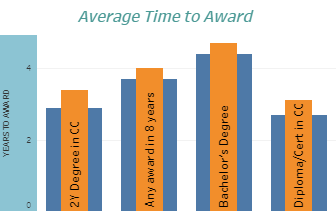 Average Time to Award
YEARS TO AWARD
4
2
0
2Y Degree in CC
Any award in 8 years
Bachelor's Degree
Diploma/Cert in CC